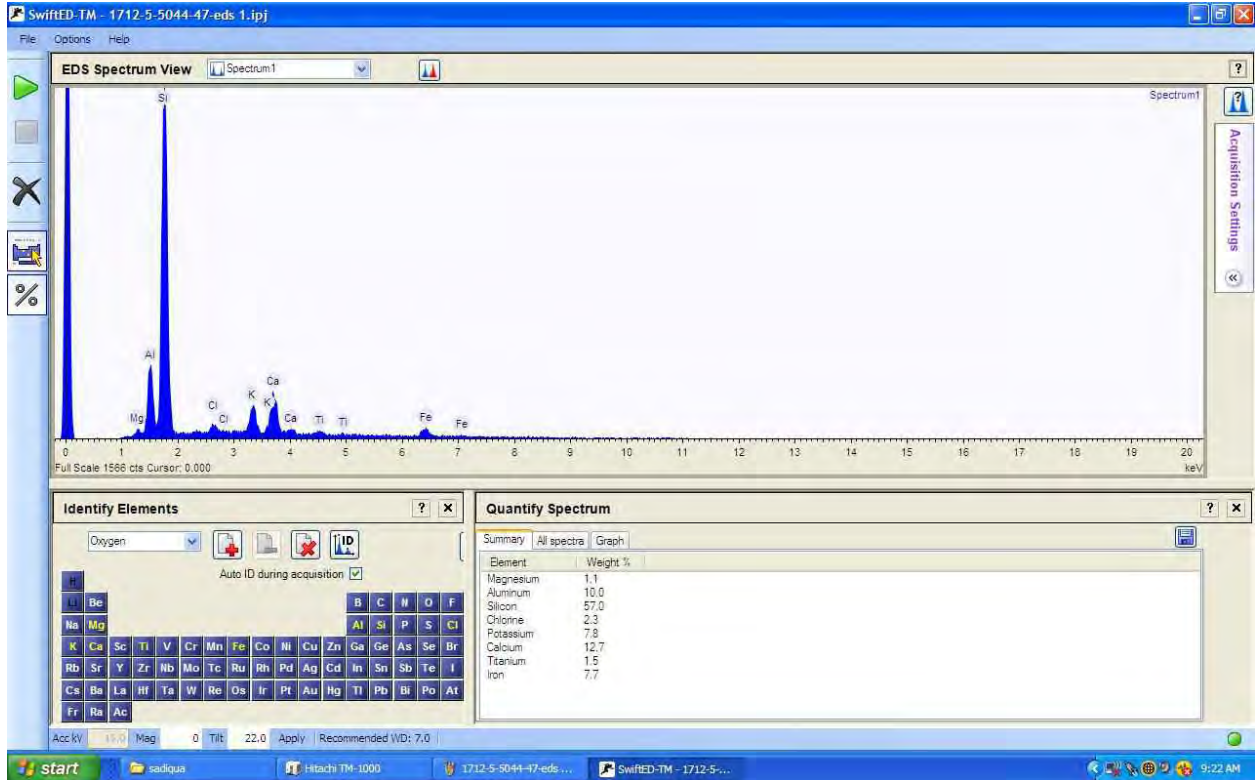 SwiftED-TM - 1712-5-5044-47-eds 1.ipj
File Options Help
EDS Spectrum View Spectrum1 ?
Spectrum1
Acquisition Settings
Si
Al
Mg Cl Cl K K Ca Ca Ti Ti Fe Fe
0 1 2 3 4 5 6 7 8 9 10 11 12 13 14 15 16 17 18 19 20
Full Scale 1566 cts Cursor: 0.000 keV
Identify Elements ? ×
Oxygen ID
Auto ID during acquisition
H
Li Be B C N O F
Na Mg Al Si P S Cl
K Ca Sc Ti V Cr Mn Fe Co Ni Cu Zn Ga Ge As Se Br
Rb Sr Y Zr Nb Mo Tc Ru Rh Pd Ag Cd In Sn Sb Te I
Cs Ba La Hf Ta W Re Os Ir Pt Au Hg Tl Pb Bi Po At
Fr Ra Ac
Quantify Spectrum ? ×
Summary All spectra Graph
Element Weight %
Magnesium 1.1
Aluminum 10.0
Silicon 57.0
Chlorine 2.3
Potassium 7.8
Calcium 12.7
Titanium 1.5
Iron 7.7
Acc kV 15.0 Mag 0 Tilt 22.0 Apply Recommended WD: 7.0
start sadiqua Hitachi TM-1000 1712-5-5044-47-eds ... SwiftED-TM - 1712-5-... 9:22 AM